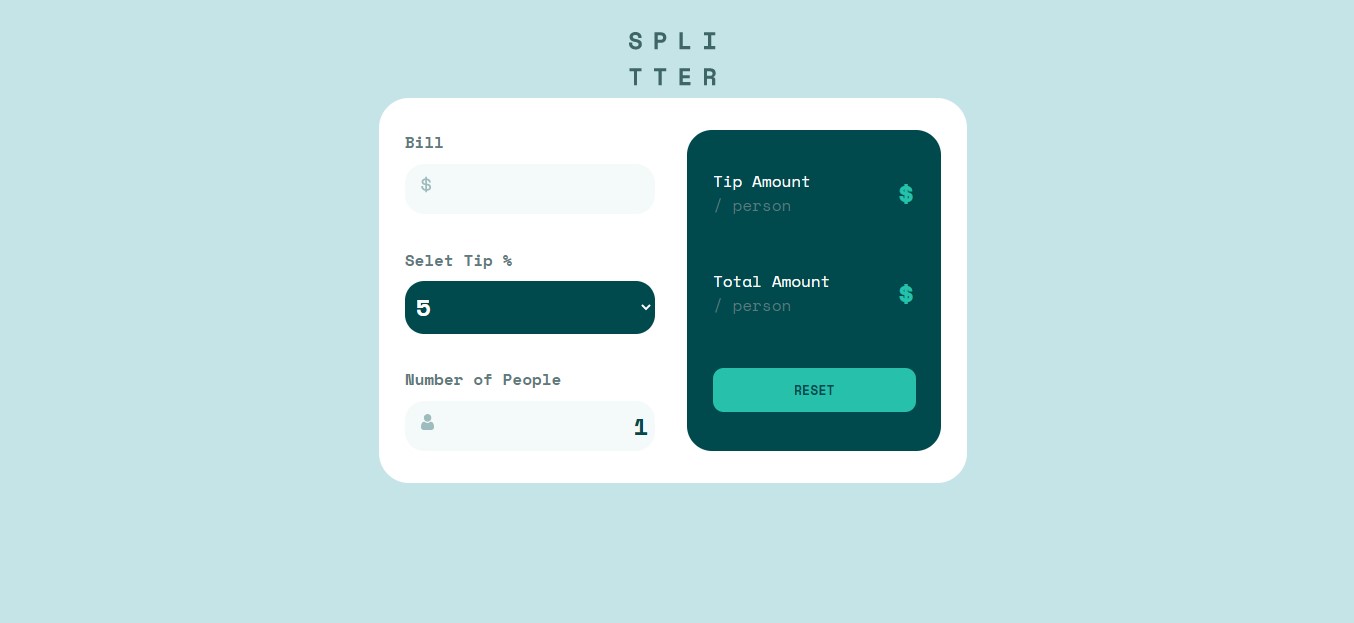 SPLI
TTER
Bill
$
Selet Tip %
5
Number of People
1
Tip Amount
/ person
$
Total Amount
/ person
$
RESET